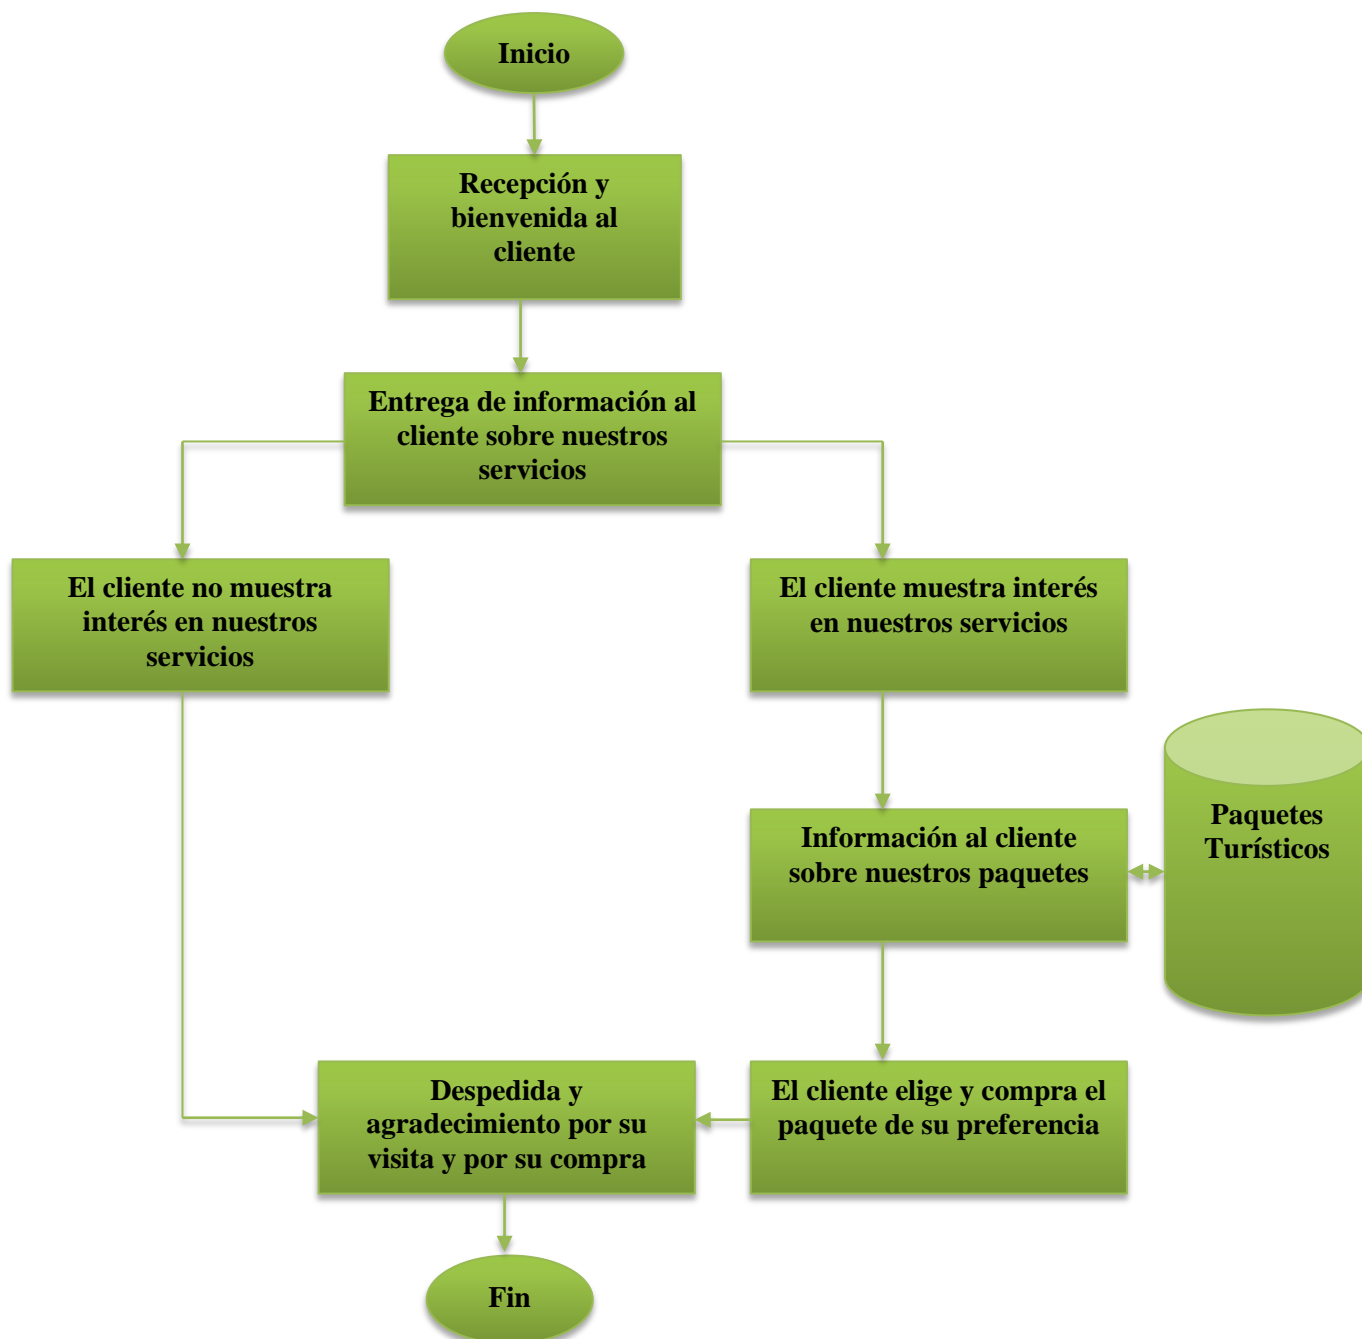 Inicio
Recepción y
bienvenida al
cliente
Entrega de información al
cliente sobre nuestros
servicios
El cliente no muestra
interés en nuestros
servicios
El cliente muestra interés
en nuestros servicios
Información al cliente
sobre nuestros paquetes
Paquetes
Turísticos
Despedida y
agradecimiento por su
visita y por su compra
El cliente elige y compra el
paquete de su preferencia
Fin